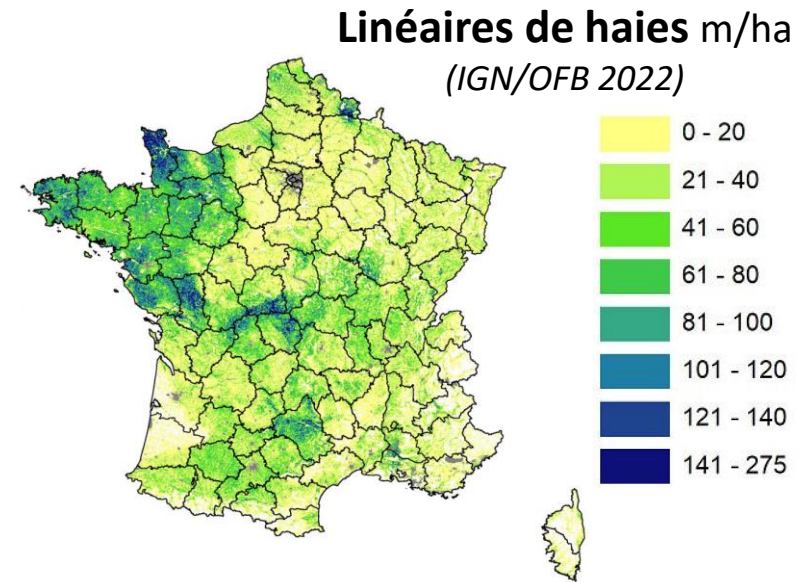 Linéaires de haies m/ha
(IGN/OFB 2022)
0 - 20
21 - 40
41 - 60
61 - 80
81 - 100
101 - 120
121 - 140
141 - 275